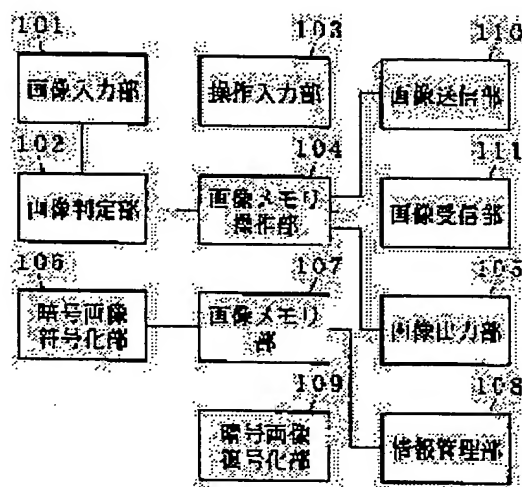 101
103
110
画像入力部
操作入力部
画像送信部
102
104
111
画像判定部
画像メモリ
操作部
画像受信部
106
107
105
暗号画像
符号化部
画像メモリ
部
画像出力部
109
108
暗号画像
復号化部
情報管理部